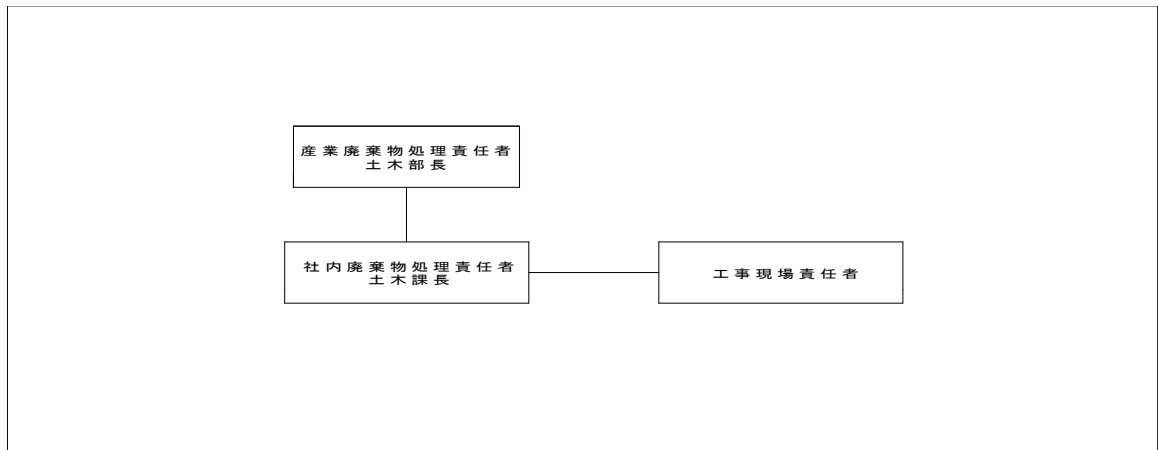 産業廃棄物処理責任者
土木部長
社内廃棄物処理責任者
土木課長
工事現場責任者